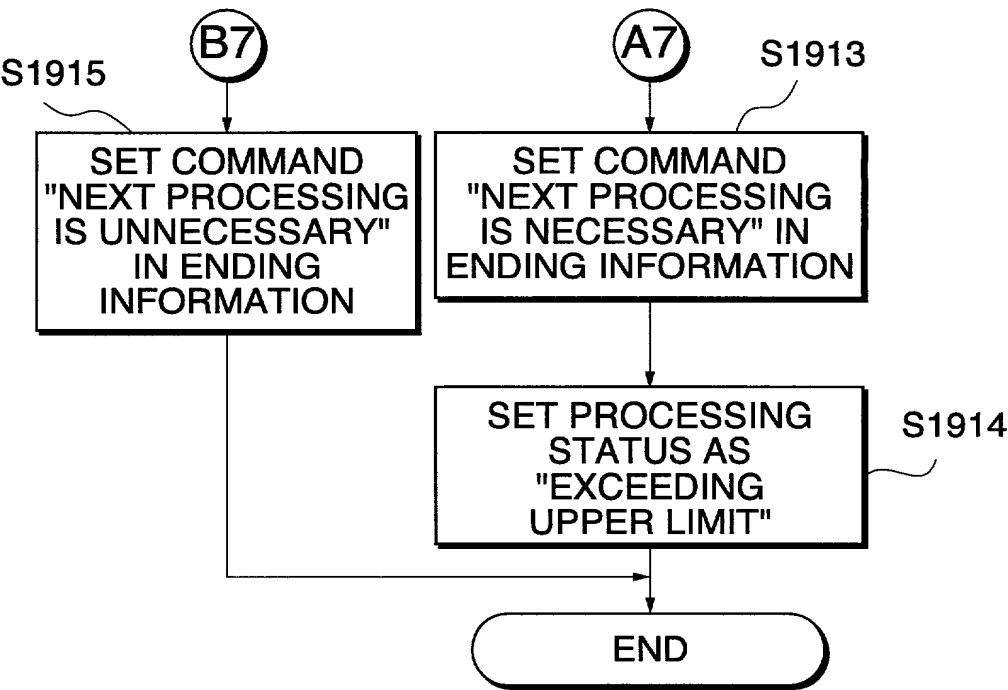 B7
S1915
SET COMMAND
"NEXT PROCESSING
IS UNNECESSARY"
IN ENDING
INFORMATION
A7
S1913
SET COMMAND
"NEXT PROCESSING
IS NECESSARY" IN
ENDING INFORMATION
SET PROCESSING
STATUS AS
"EXCEEDING
UPPER LIMIT"
S1914
END